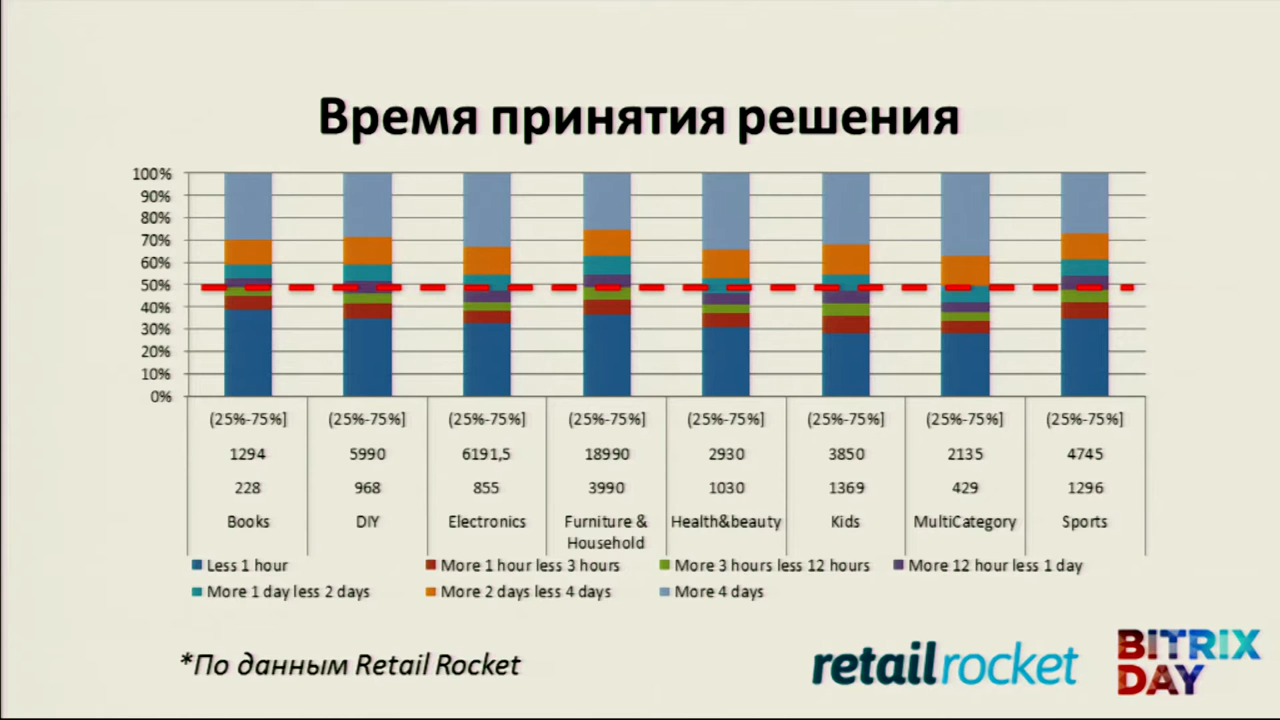 Время принятия решения
100%
90%
80%
70%
60%
50%
40%
30%
20%
10%
0%
(25%-75%] (25%-75%] (25%-75%] (25%-75%] (25%-75%] (25%-75%] (25%-75%] (25%-75%]
1294 5990 6191,5 18990 2930 3850 2135 4745
228 968 855 3990 1030 1369 429 1296
Books DIY Electronics Furniture & Health&beauty Kids MultiCategory Sports
Household
Less 1 hour More 1 hour less 3 hours More 3 hours less 12 hours More 12 hour less 1 day
More 1 day less 2 days More 2 days less 4 days More 4 days
*По данным Retail Rocket
retailrocket
BITRIX
DAY